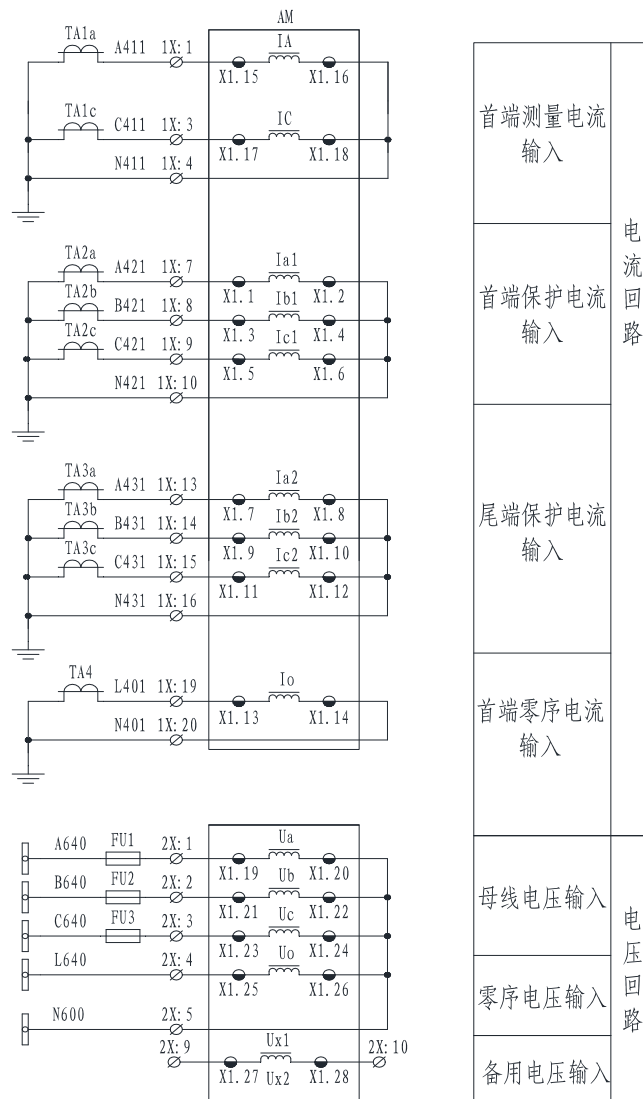 AM
TA1a A411 1X:1 IA
X1.15 X1.16
TA1c C411 1X:3 IC
N411 1X:4 X1.17 X1.18
首端测量电流
输入
TA2a A421 1X:7 Ia1
X1.1 X1.2
TA2b B421 1X:8 Ib1
X1.3 X1.4
TA2c C421 1X:9 Ic1
X1.5 X1.6
N421 1X:10
首端保护电流
输入
电
流
回
路
TA3a A431 1X:13 Ia2
X1.7 X1.8
TA3b B431 1X:14 Ib2
X1.9 X1.10
TA3c C431 1X:15 Ic2
X1.11 X1.12
N431 1X:16
尾端保护电流
输入
TA4 L401 1X:19 Io
N401 1X:20 X1.13 X1.14
首端零序电流
输入
A640 FU1 2X:1 Ua
X1.19 X1.20
B640 FU2 2X:2 Ub
X1.21 X1.22
C640 FU3 2X:3 Uc
X1.23 X1.24
L640 2X:4 Uo
X1.25 X1.26
N600 2X:5
2X:9 Ux1 2X:10
X1.27 Ux2 X1.28
母线电压输入
零序电压输入
备用电压输入
电
压
回
路